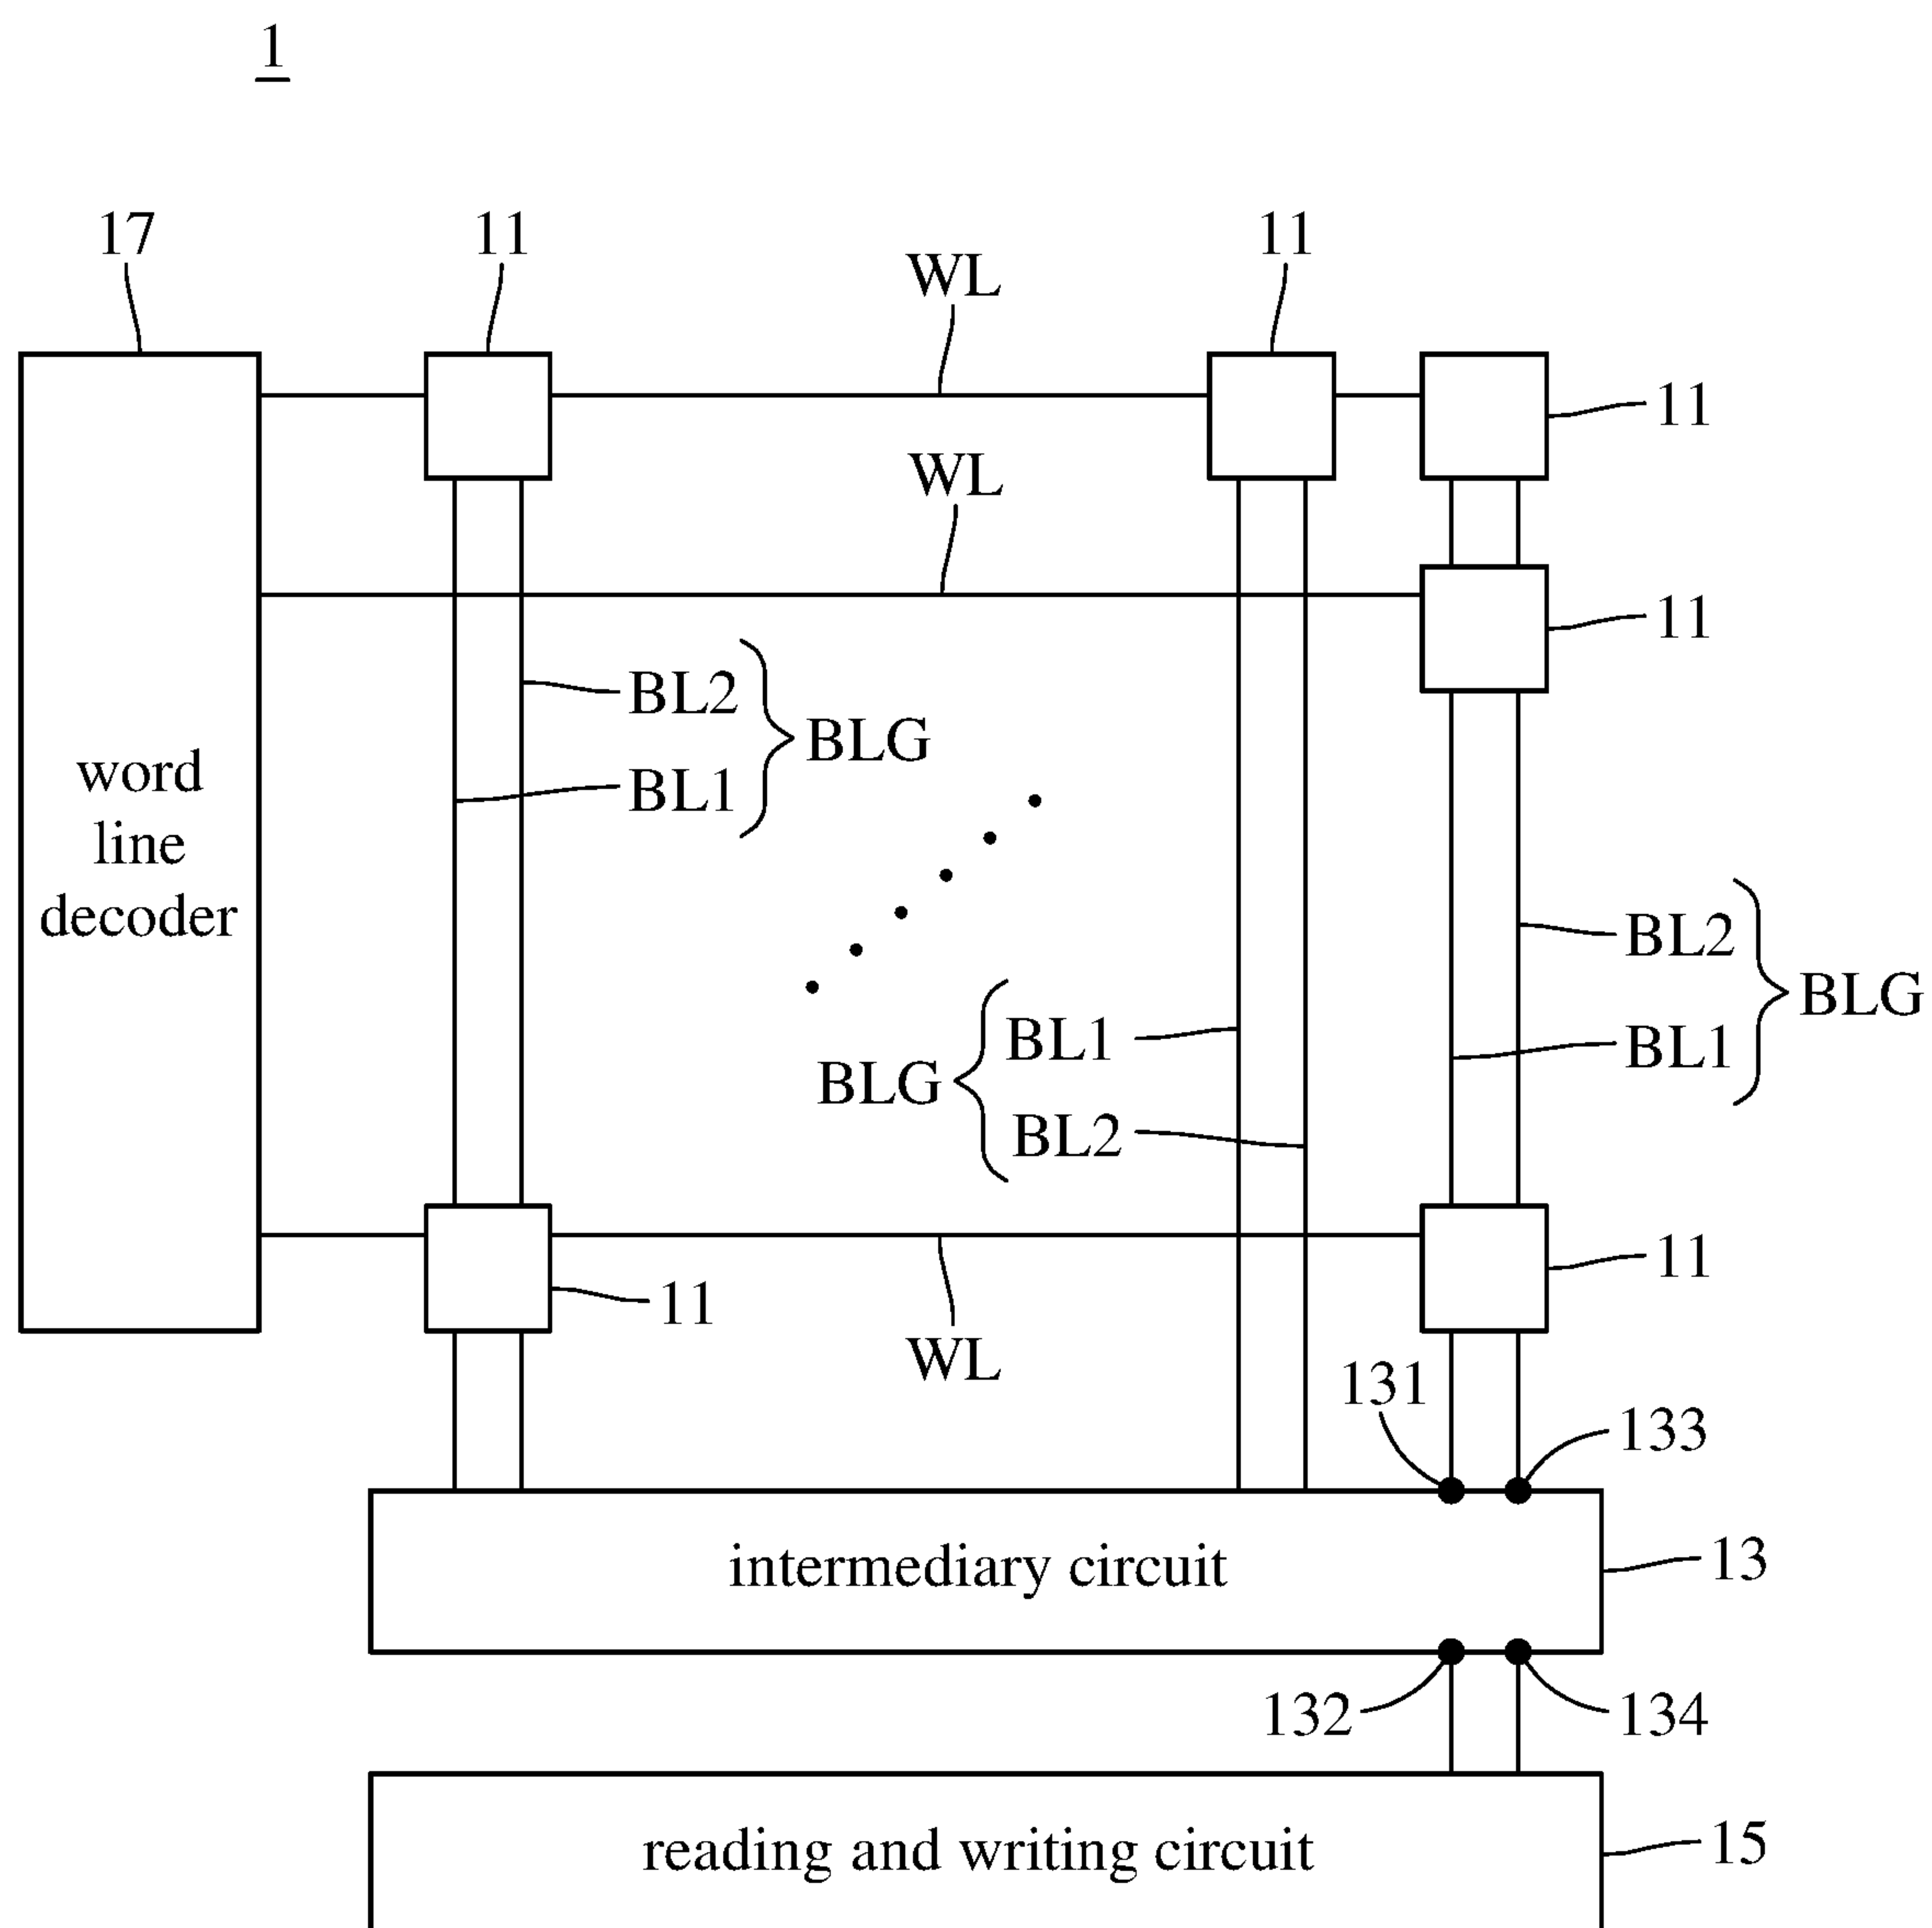 1
17
11
11
WL
11
WL
11
BL2
BLG
BL1
word
line
decoder
BL2
BLG
BL1
BL1
BLG
BL2
11
11
WL
131
133
intermediary circuit
13
132
134
reading and writing circuit
15